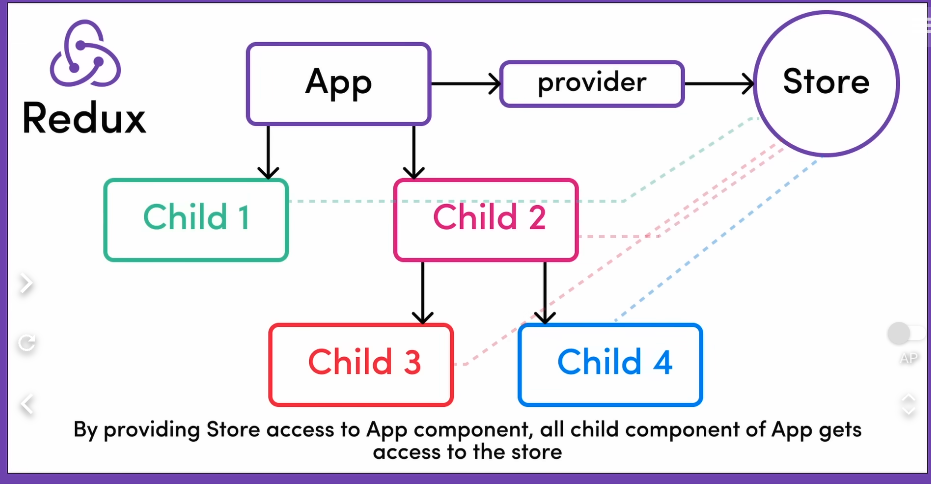 Redux
App
provider
Store
Child 1
Child 2
Child 3
Child 4
AP
By providing Store access to App component, all child component of App gets
access to the store